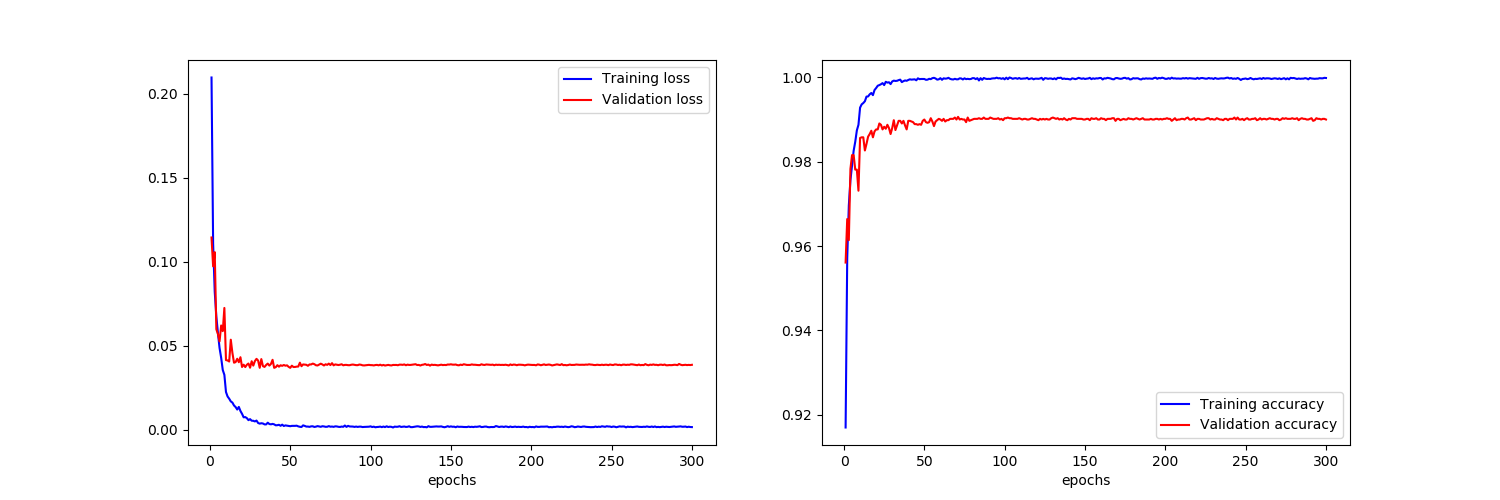 Training loss
Validation loss
0.20
0.15
0.10
0.05
0.00
0 50 100 150 200 250 300
epochs
1.00
0.98
0.96
0.94
0.92
Training accuracy
Validation accuracy
0 50 100 150 200 250 300
epochs